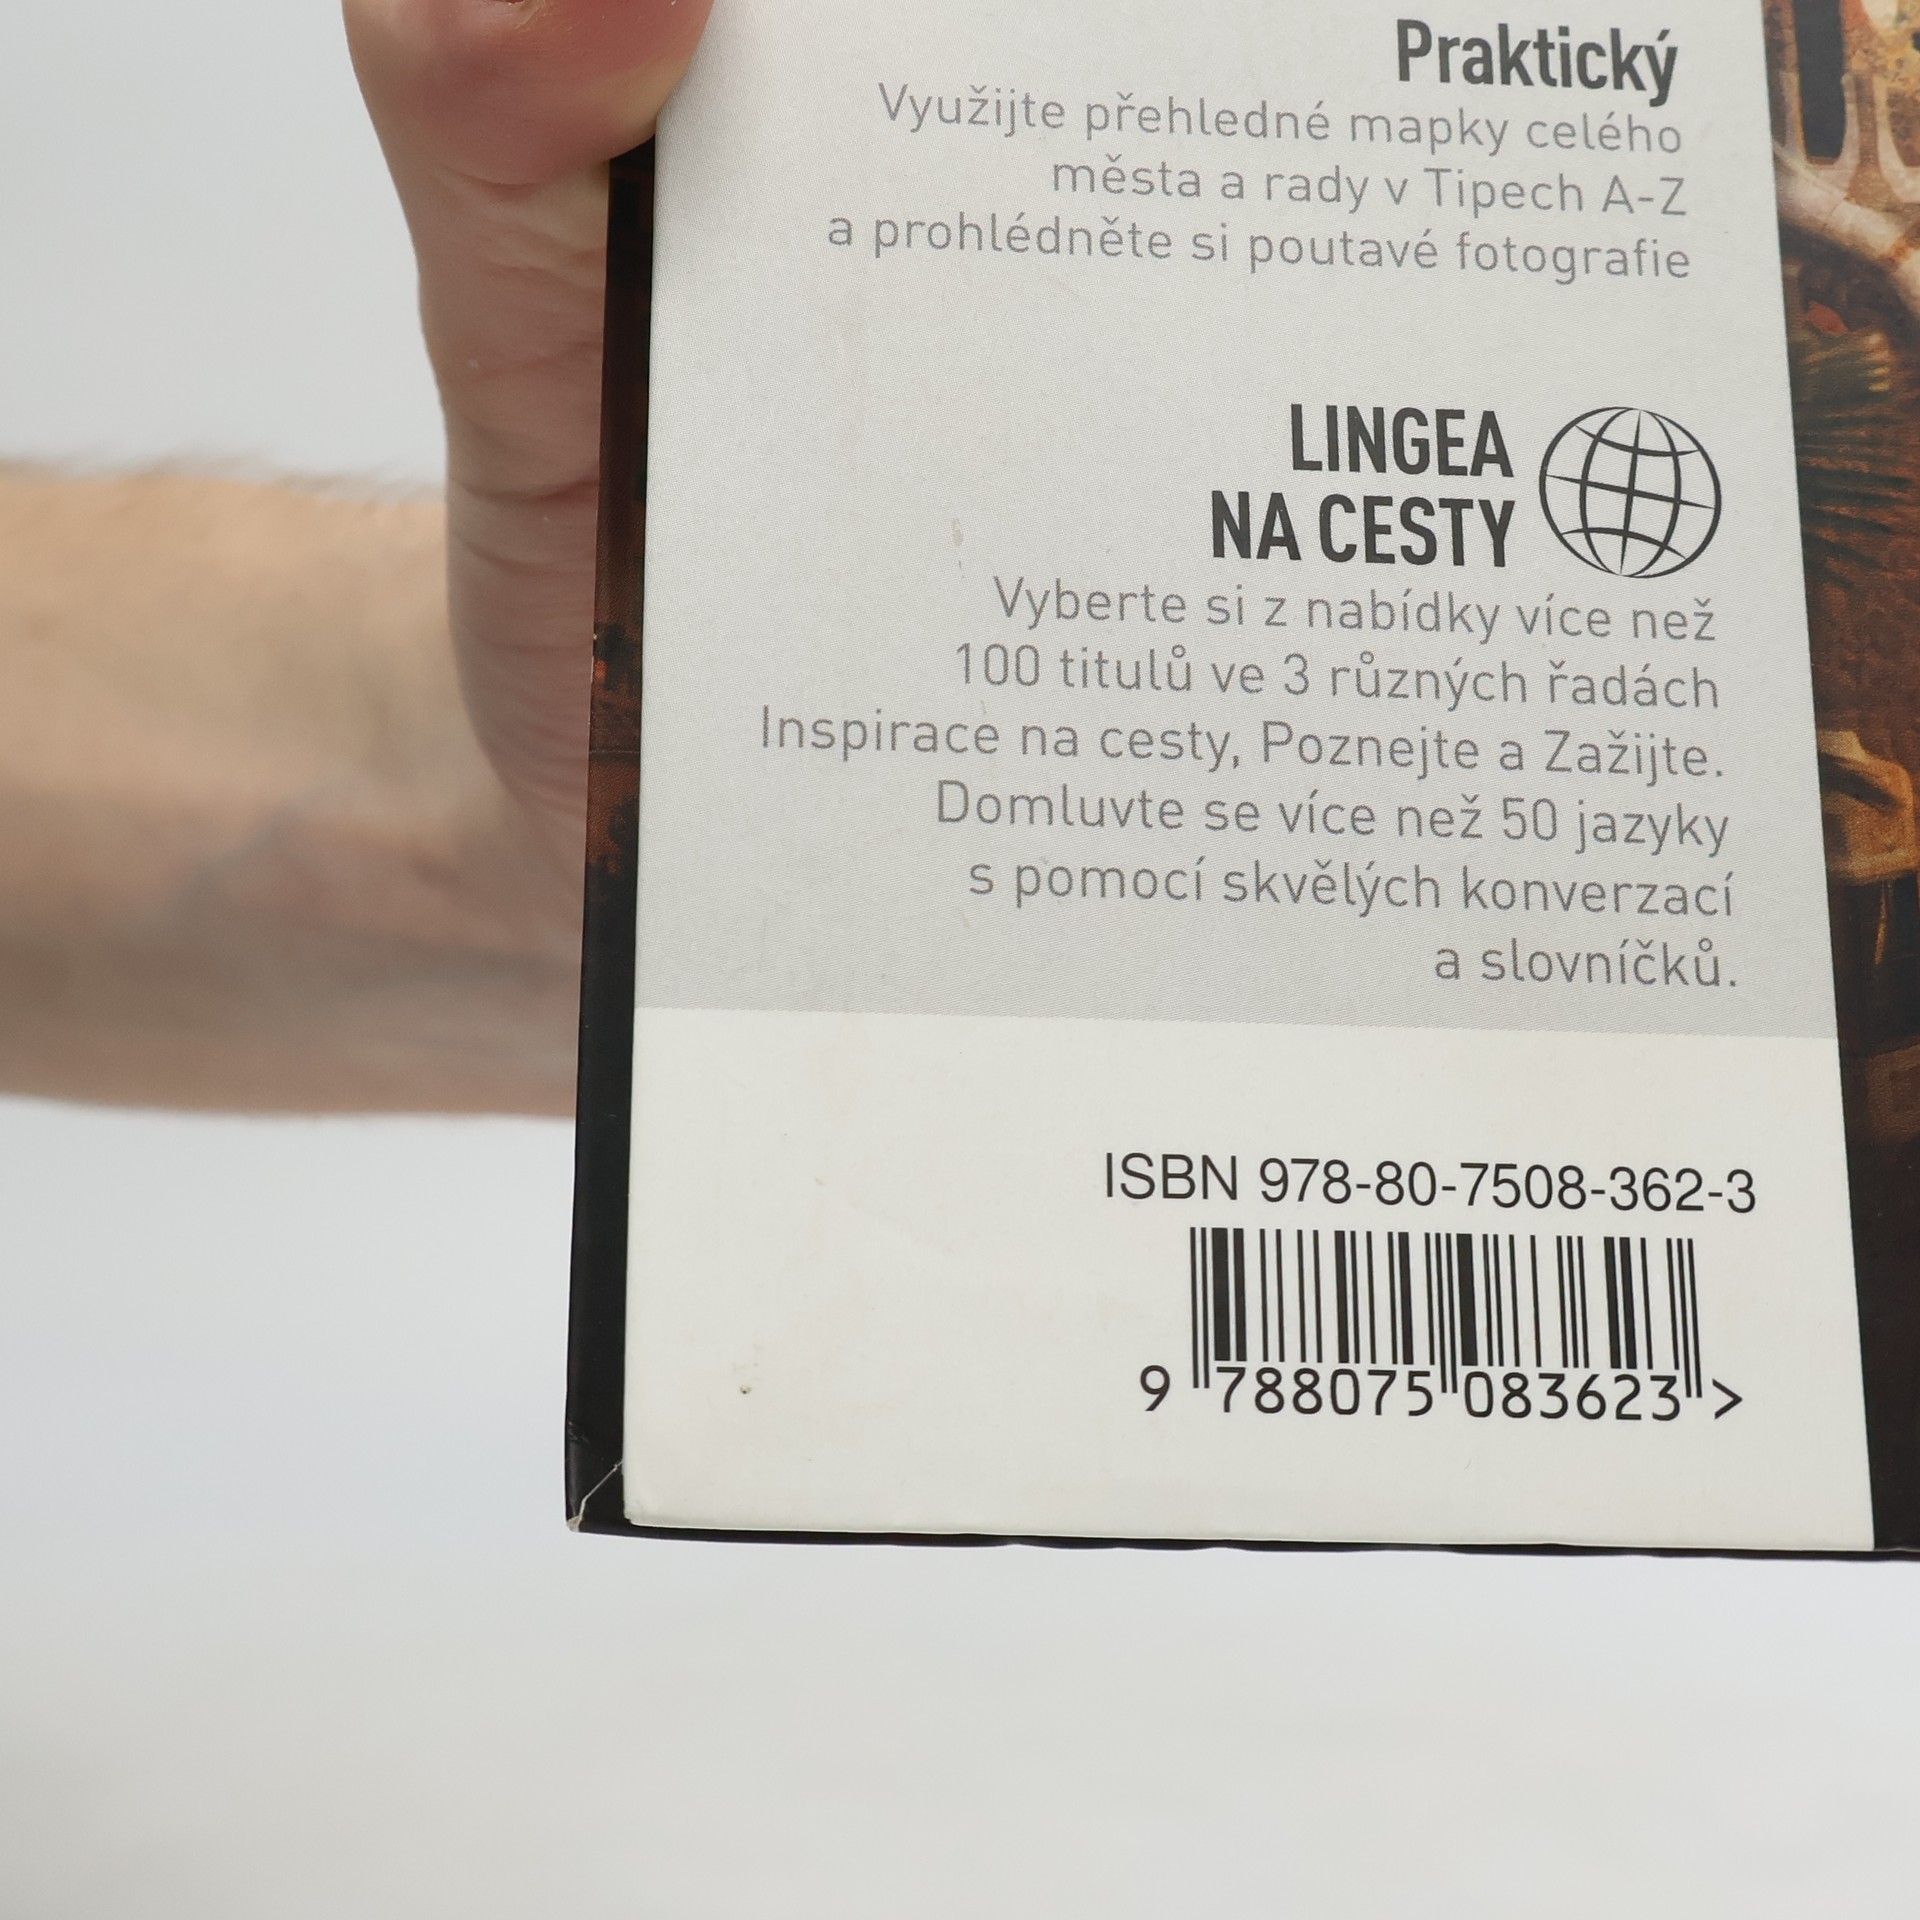 Praktický
Využijte přehledné mapky celého
města a rady v Tipech A-Z
a prohlédněte si poutavé fotografie
LINGEA
NA CESTY
Vyberte si z nabídky více než
100 titulů ve 3 různých řadách
Inspirace na cesty, Poznejte a Zažijte.
Domluvte se více než 50 jazyky
s pomocí skvělých konverzací
a slovníčků.
ISBN 978-80-7508-362-3
9 788075 083623 >